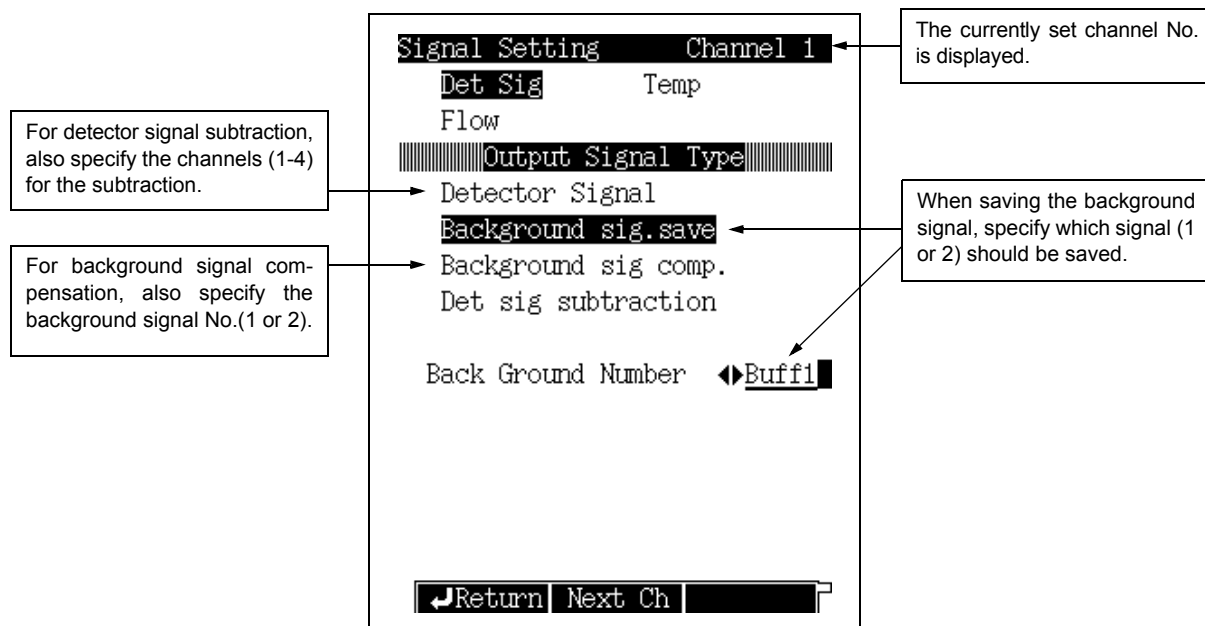 Signal Setting Channel 1
Det Sig Temp
Flow
Output Signal Type
Detector Signal
Background sig.save
Background sig comp.
Det sig subtraction
Back Ground Number Buff1
Return Next Ch
For detector signal subtraction,
also specify the channels (1-4)
for the subtraction.
For background signal com-
pensation, also specify the
background signal No.(1 or 2).
The currently set channel No.
is displayed.
When saving the background
signal, specify which signal (1
or 2) should be saved.